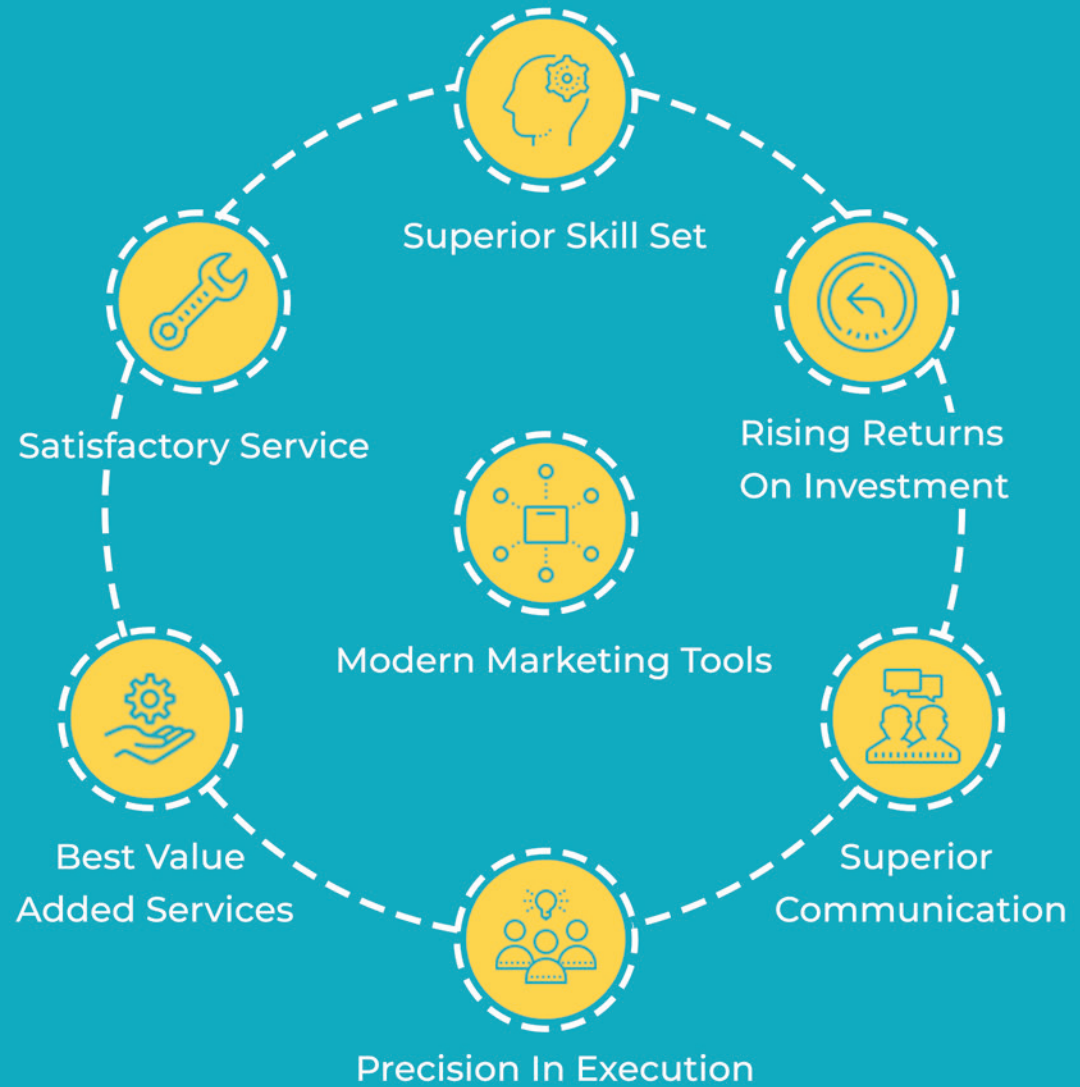 Superior Skill Set
Satisfactory Service
Rising Returns
On Investment
Modern Marketing Tools
Best Value
Added Services
Superior
Communication
Precision In Execution